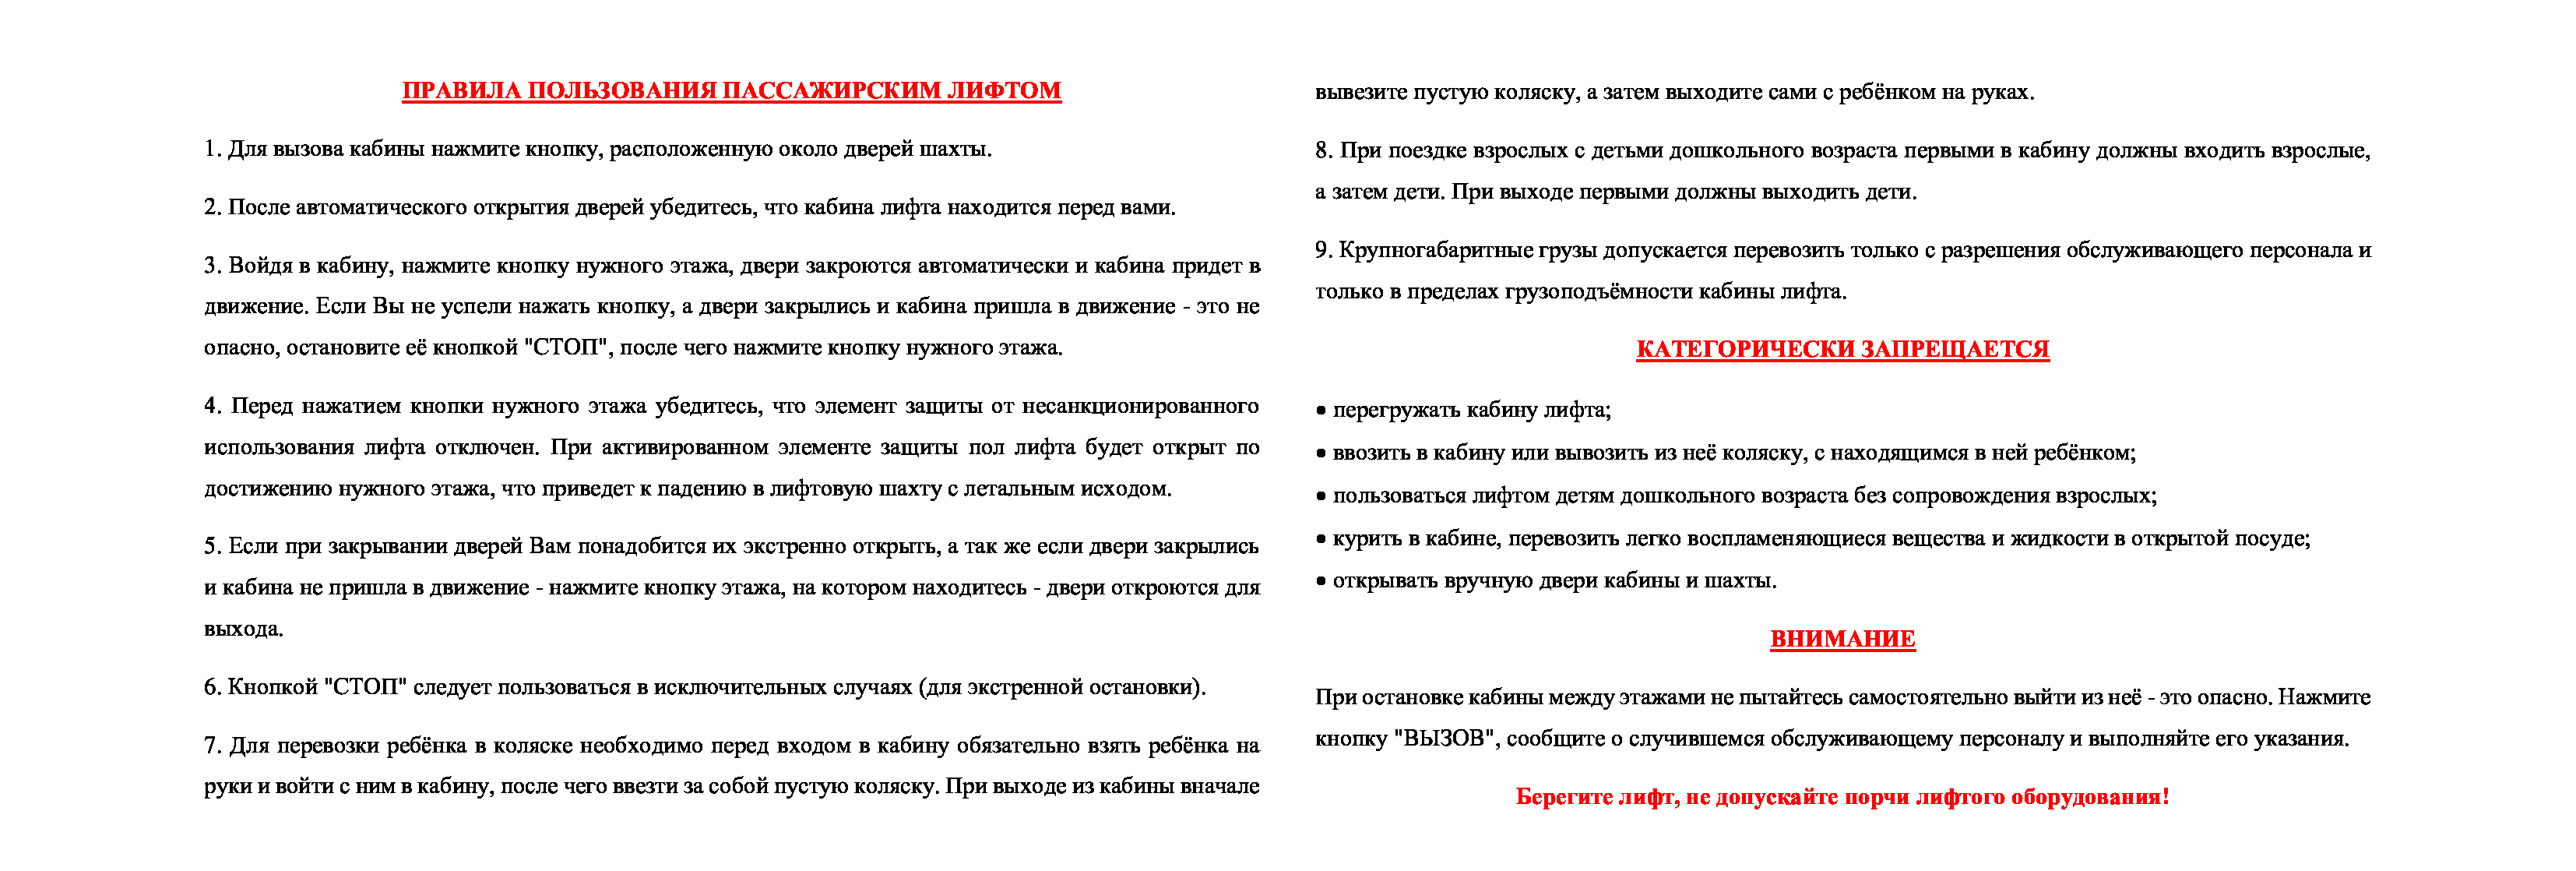 ПРАВИЛА ПОЛЬЗОВАНИЯ ПАССАЖИРСКИМ ЛИФТОМ
1. Для вызова кабины нажмите кнопку, расположенную около дверей шахты.
2. После автоматического открытия дверей убедитесь, что кабина лифта находится перед вами.
3. Войдя в кабину, нажмите кнопку нужного этажа, двери закроются автоматически и кабина придет в
движение. Если Вы не успели нажать кнопку, а двери закрылись и кабина пришла в движение - это не
опасно, остановите её кнопкой "СТОП", после чего нажмите кнопку нужного этажа.
4. Перед нажатием кнопки нужного этажа убедитесь, что элемент защиты от несанкционированного
использования лифта отключен. При активированном элементе защиты пол лифта будет открыт по
достижению нужного этажа, что приведет к падению в лифтовую шахту с летальным исходом.
5. Если при закрывании дверей Вам понадобится их экстренно открыть, а так же если двери закрылись
и кабина не пришла в движение - нажмите кнопку этажа, на котором находитесь - двери откроются для
выхода.
6. Кнопкой "СТОП" следует пользоваться в исключительных случаях (для экстренной остановки).
7. Для перевозки ребёнка в коляске необходимо перед входом в кабину обязательно взять ребёнка на
руки и войти с ним в кабину, после чего ввезти за собой пустую коляску. При выходе из кабины вначале
вывезите пустую коляску, а затем выходите сами с ребёнком на руках.
8. При поездке взрослых с детьми дошкольного возраста первыми в кабину должны входить взрослые,
а затем дети. При выходе первыми должны выходить дети.
9. Крупногабаритные грузы допускается перевозить только с разрешения обслуживающего персонала и
только в пределах грузоподъёмности кабины лифта.
КАТЕГОРИЧЕСКИ ЗАПРЕЩАЕТСЯ
• перегружать кабину лифта;
• ввозить в кабину или вывозить из неё коляску, с находящимся в ней ребёнком;
• пользоваться лифтом детям дошкольного возраста без сопровождения взрослых;
• курить в кабине, перевозить легко воспламеняющиеся вещества и жидкости в открытой посуде;
• открывать вручную двери кабины и шахты.
ВНИМАНИЕ
При остановке кабины между этажами не пытайтесь самостоятельно выйти из неё - это опасно. Нажмите
кнопку "ВЫЗОВ", сообщите о случившемся обслуживающему персоналу и выполняйте его указания.
Берегите лифт, не допускайте порчи лифтого оборудования!